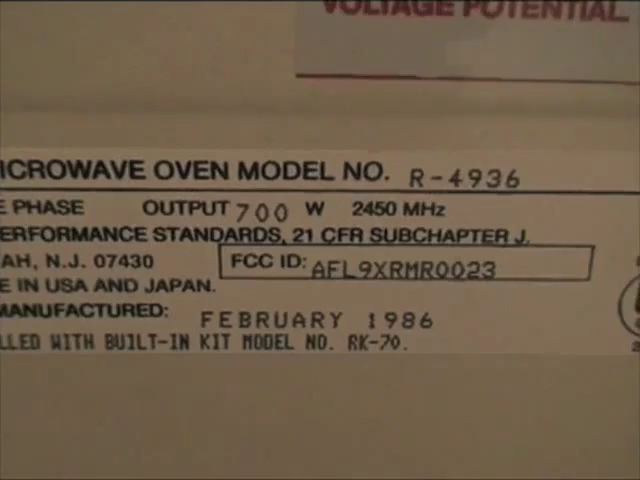 VOLTAGE POTENTIAL
ICROWAVE OVEN MODEL NO. R-4936
E PHASE OUTPUT 700 W 2450 MHz
ERFORMANCE STANDARDS, 21 CFR SUBCHAPTER J.
AH, N.J. 07430 FCC ID: AFL9XRMR0023
E IN USA AND JAPAN.
MANUFACTURED: FEBRUARY 1986
LLED WITH BUILT-IN KIT MODEL NO. RK-70.